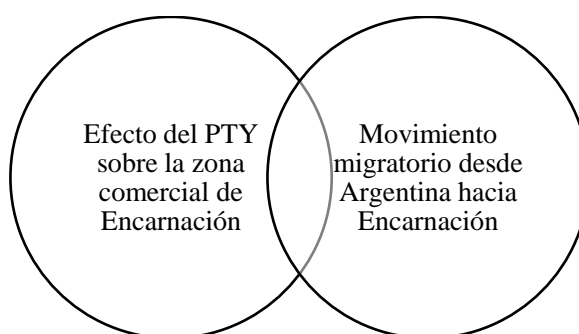 Efecto del PTY
sobre la zona
comercial de
Encarnación
Movimiento
migratorio desde
Argentina hacia
Encarnación